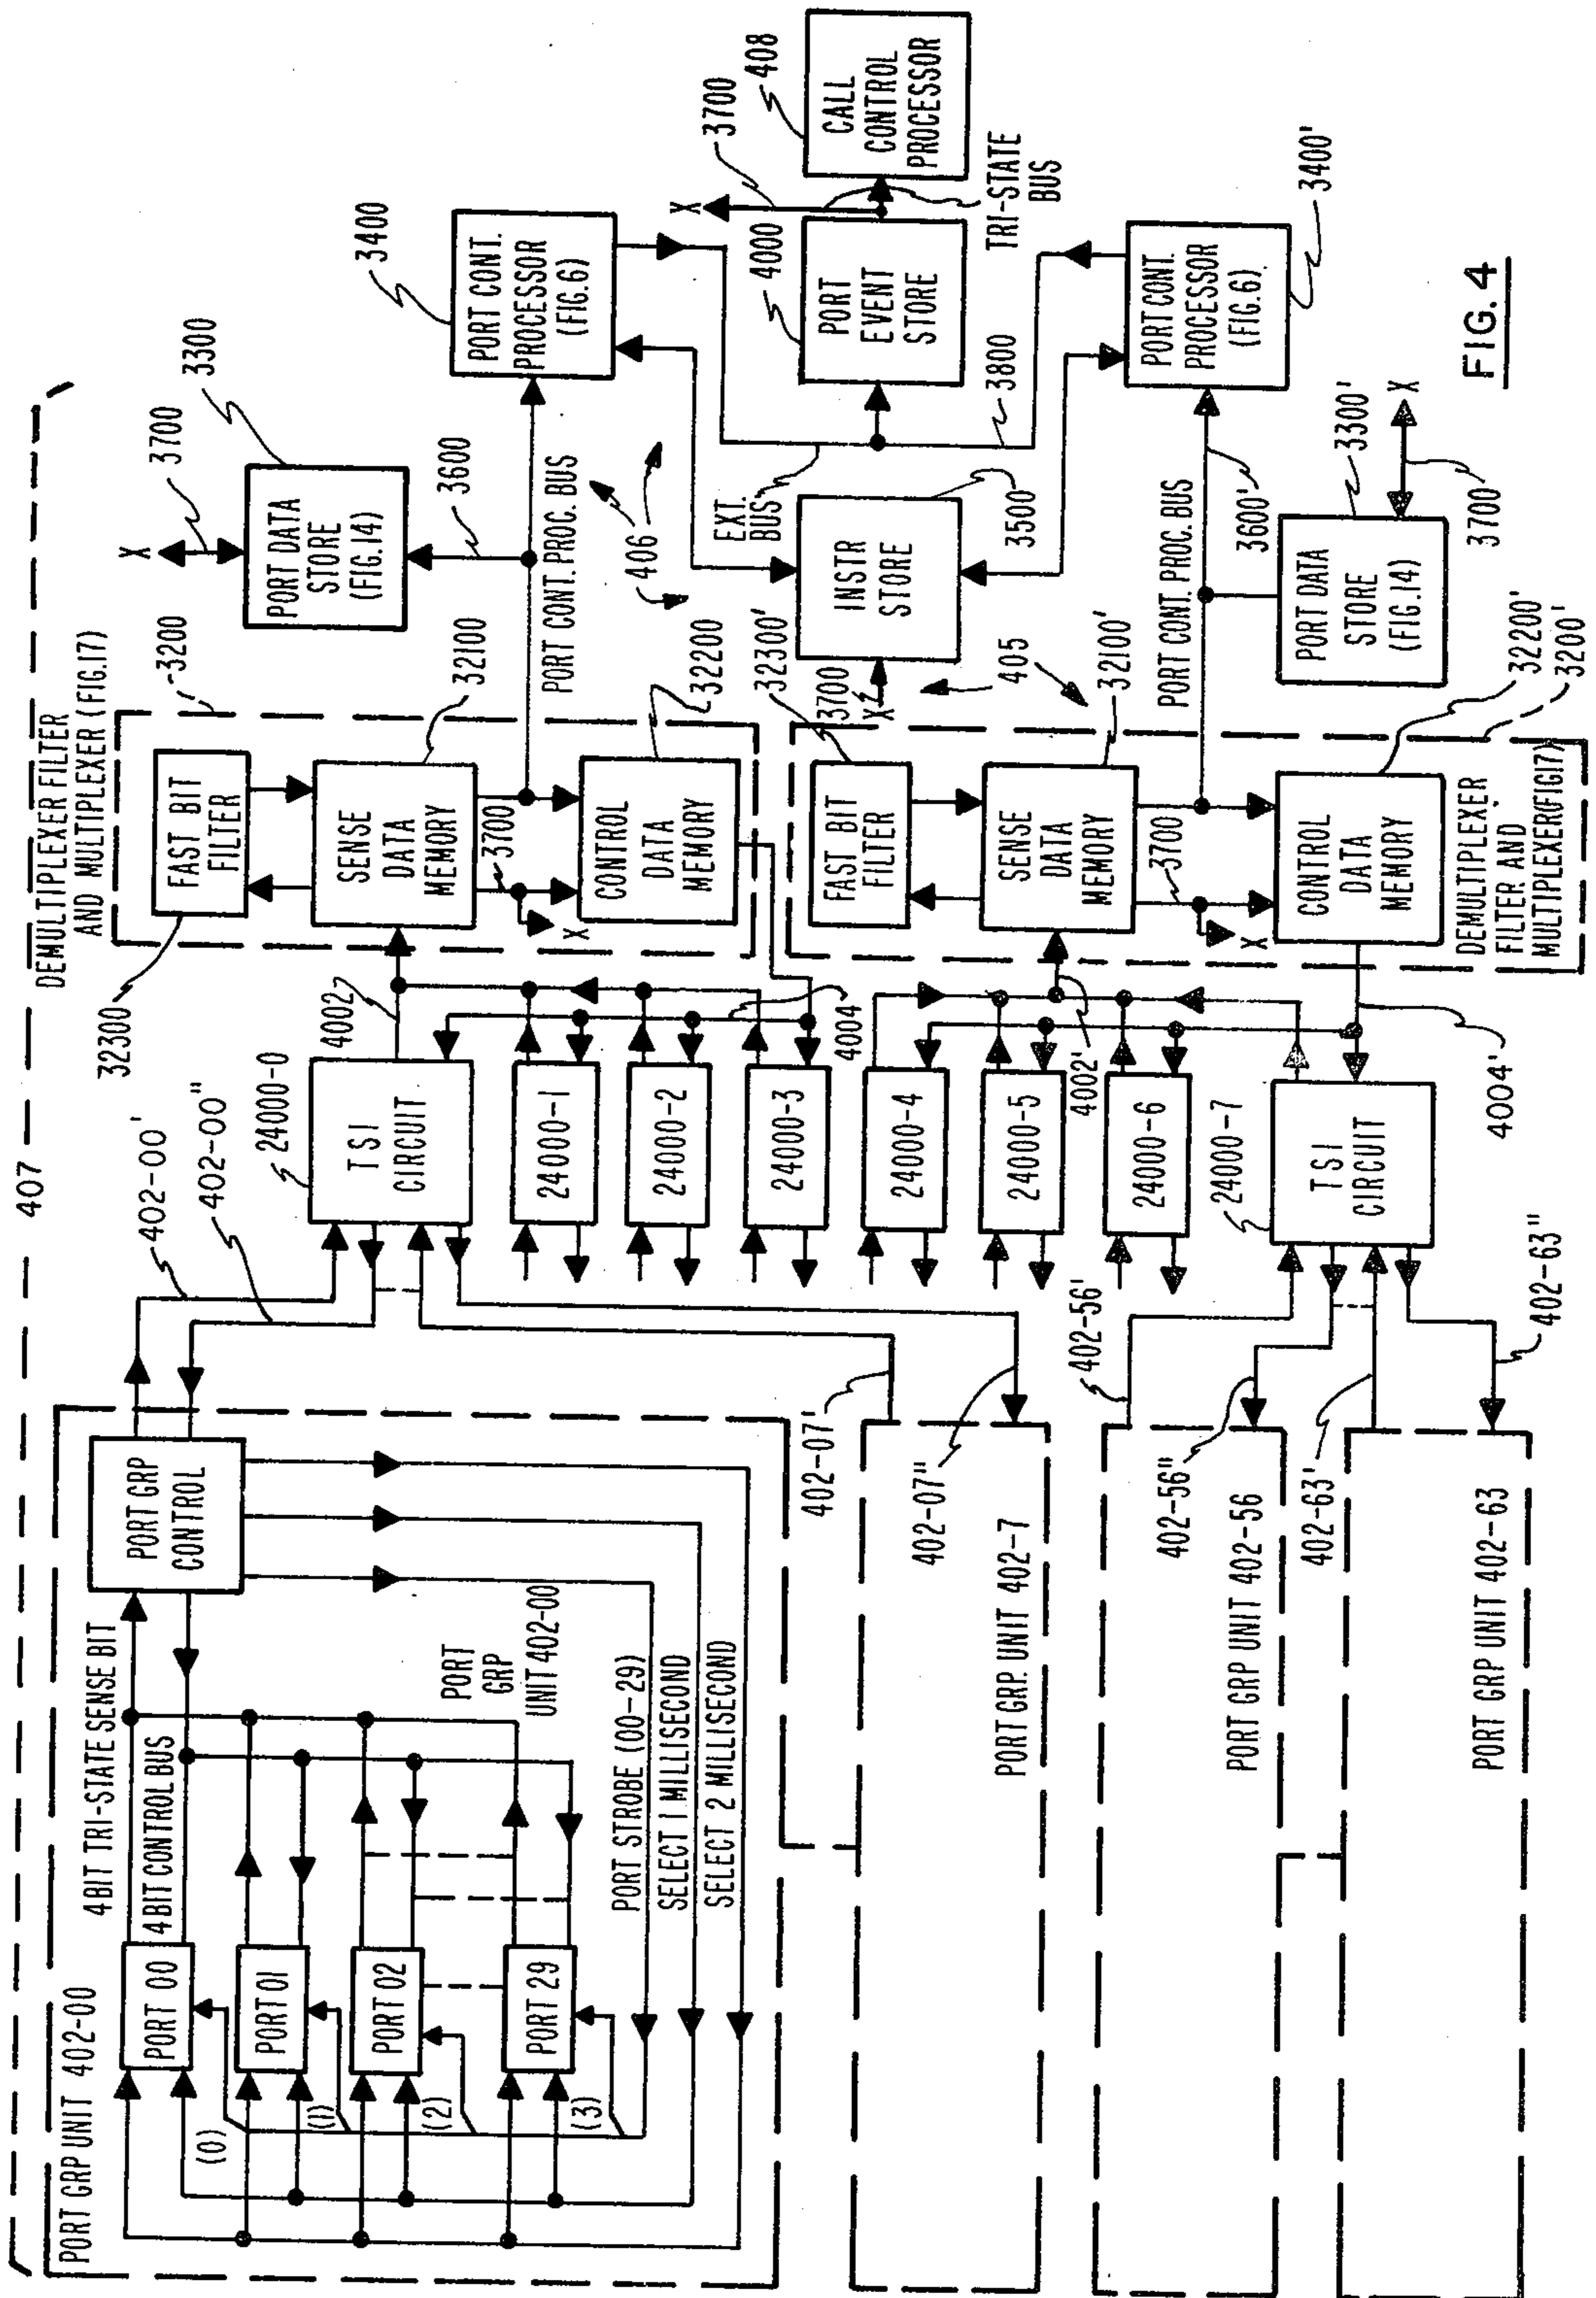 407
PORT GRP UNIT 402-00
4 BIT TRI-STATE SENSE BIT
4 BIT CONTROL BUS
PORT 00
PORT 01
PORT 02
PORT 29
(0)
(1)
(2)
(3)
PORT GRP
CONTROL
PORT
GRP
UNIT 402-00
PORT STROBE (00-29)
SELECT 1 MILLISECOND
SELECT 2 MILLISECOND
402-00'
402-00"
402-07'
402-07"
PORT GRP. UNIT 402-7
402-56'
402-56"
PORT GRP UNIT 402-56
402-63'
402-63"
PORT GRP UNIT 402-63
24000-0
TSI
CIRCUIT
24000-1
24000-2
24000-3
24000-4
24000-5
24000-6
24000-7
TSI
CIRCUIT
4002
4004
4002'
4004'
DEMULTIPLEXER FILTER
AND MULTIPLEXER (FIG.17)
3200
32300
FAST BIT
FILTER
SENSE
DATA
MEMORY
32100
3700
X
CONTROL
DATA
MEMORY
32200
32300'
FAST BIT
FILTER
SENSE
DATA
MEMORY
32100'
3700
X
CONTROL
DATA
MEMORY
32200'
3200'
DEMULTIPLEXER
FILTER AND
MULTIPLEXER(FIG17)
X
3700
3300
PORT DATA
STORE
(FIG.14)
3600
PORT CONT. PROC. BUS
406
405
3700
X
INSTR
STORE
3500
EXT.
BUS
3400
PORT CONT.
PROCESSOR
(FIG.6)
X
3700
4000
PORT
EVENT
STORE
3800
408
CALL
CONTROL
PROCESSOR
TRI-STATE
BUS
PORT CONT. PROC. BUS
3600'
3300'
PORT DATA
STORE
(FIG.14)
X
3700
PORT CONT.
PROCESSOR
(FIG.6)
3400'
FIG. 4